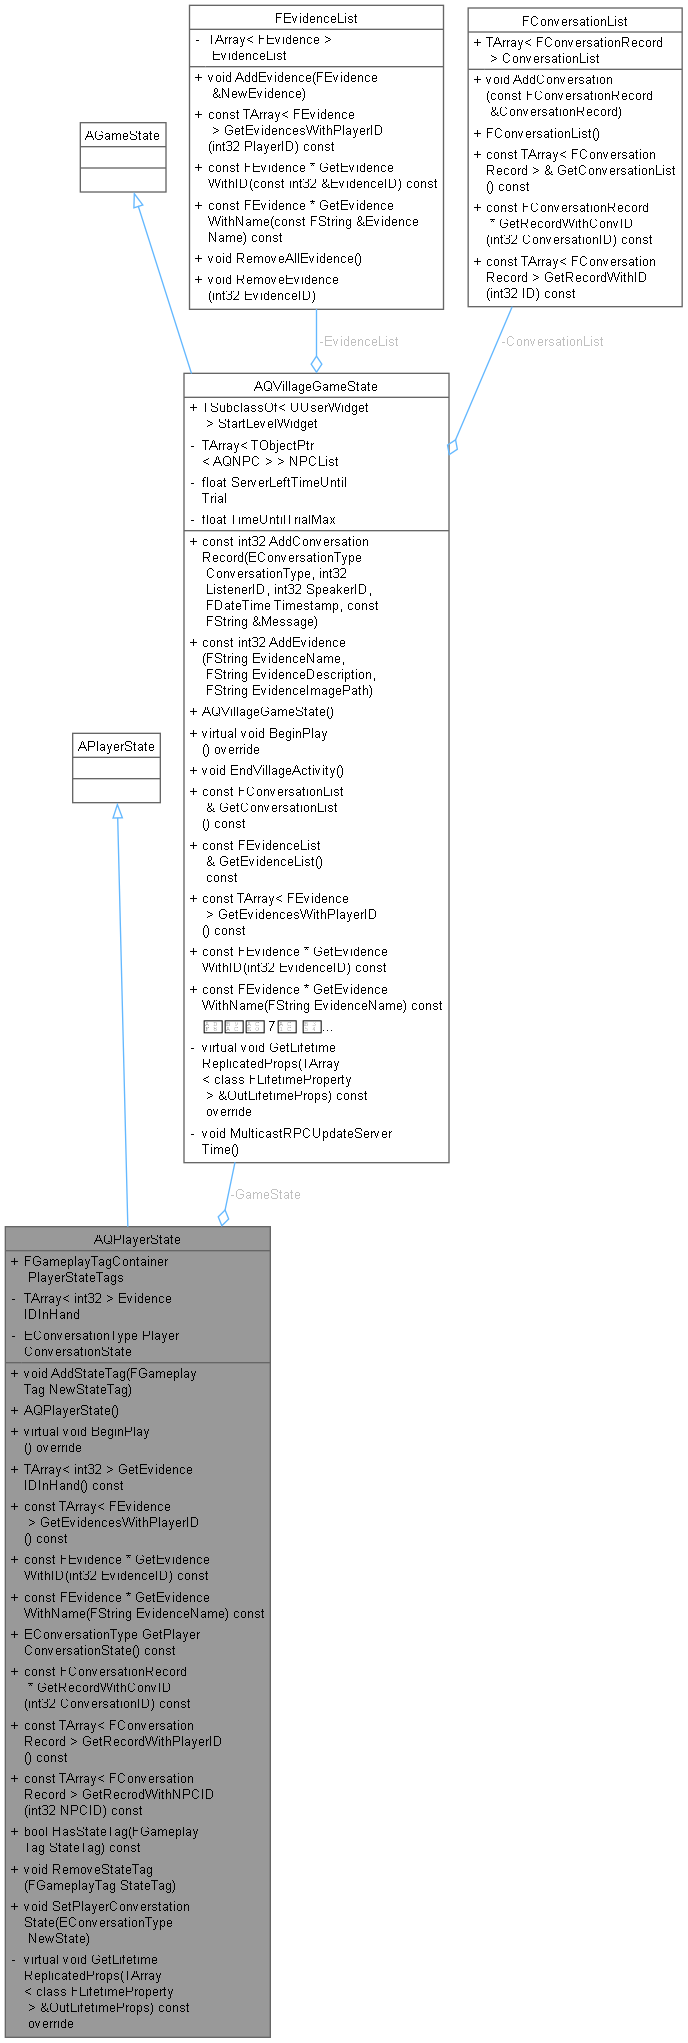 FEvidenceList
- TArray< FEvidence >
EvidenceList
+ void AddEvidence(FEvidence
&NewEvidence)
+ const TArray< FEvidence
> GetEvidencesWithPlayerID
(int32 PlayerID) const
+ const FEvidence * GetEvidence
WithID(const int32 &EvidenceID) const
+ const FEvidence * GetEvidence
WithName(const FString &Evidence
Name) const
+ void RemoveAllEvidence()
+ void RemoveEvidence
(int32 EvidenceID)
FConversationList
+ TArray< FConversationRecord
> ConversationList
+ void AddConversation
(const FConversationRecord
&ConversationRecord)
+ FConversationList()
+ const TArray< FConversation
Record > & GetConversationList
() const
+ const FConversationRecord
* GetRecordWithConvID
(int32 ConversationID) const
+ const TArray< FConversation
Record > GetRecordWithID
(int32 ID) const
AGameState
-EvidenceList
-ConversationList
AQVillageGameState
+ TSubclassOf< UUserWidget
> StartLevelWidget
- TArray< TObjectPtr
< AQNPC > > NPCList
- float ServerLeftTimeUntil
Trial
- float TimeUntilTrialMax
+ const int32 AddConversation
Record(EConversationType
ConversationType, int32
ListenerID, int32 SpeakerID,
FDateTime Timestamp, const
FString &Message)
+ const int32 AddEvidence
(FString EvidenceName,
FString EvidenceDescription,
FString EvidenceImagePath)
+ AQVillageGameState()
+ virtual void BeginPlay
() override
+ void EndVillageActivity()
+ const FConversationList
& GetConversationList
() const
+ const FEvidenceList
& GetEvidenceList()
const
+ const TArray< FEvidence
> GetEvidencesWithPlayerID
() const
+ const FEvidence * GetEvidence
WithID(int32 EvidenceID) const
+ const FEvidence * GetEvidence
WithName(FString EvidenceName) const
7 ...
- virtual void GetLifetime
ReplicatedProps(TArray
< class FLifetimeProperty
> &OutLifetimeProps) const
override
- void MulticastRPCUpdateServer
Time()
APlayerState
-GameState
AQPlayerState
+ FGameplayTagContainer
PlayerStateTags
- TArray< int32 > Evidence
IDInHand
- EConversationType Player
ConversationState
+ void AddStateTag(FGameplay
Tag NewStateTag)
+ AQPlayerState()
+ virtual void BeginPlay
() override
+ TArray< int32 > GetEvidence
IDInHand() const
+ const TArray< FEvidence
> GetEvidencesWithPlayerID
() const
+ const FEvidence * GetEvidence
WithID(int32 EvidenceID) const
+ const FEvidence * GetEvidence
WithName(FString EvidenceName) const
+ EConversationType GetPlayer
ConversationState() const
+ const FConversationRecord
* GetRecordWithConvID
(int32 ConversationID) const
+ const TArray< FConversation
Record > GetRecordWithPlayerID
() const
+ const TArray< FConversation
Record > GetRecrodWithNPCID
(int32 NPCID) const
+ bool HasStateTag(FGameplay
Tag StateTag) const
+ void RemoveStateTag
(FGameplayTag StateTag)
+ void SetPlayerConverstation
State(EConversationType
NewState)
- virtual void GetLifetime
ReplicatedProps(TArray
< class FLifetimeProperty
> &OutLifetimeProps) const
override